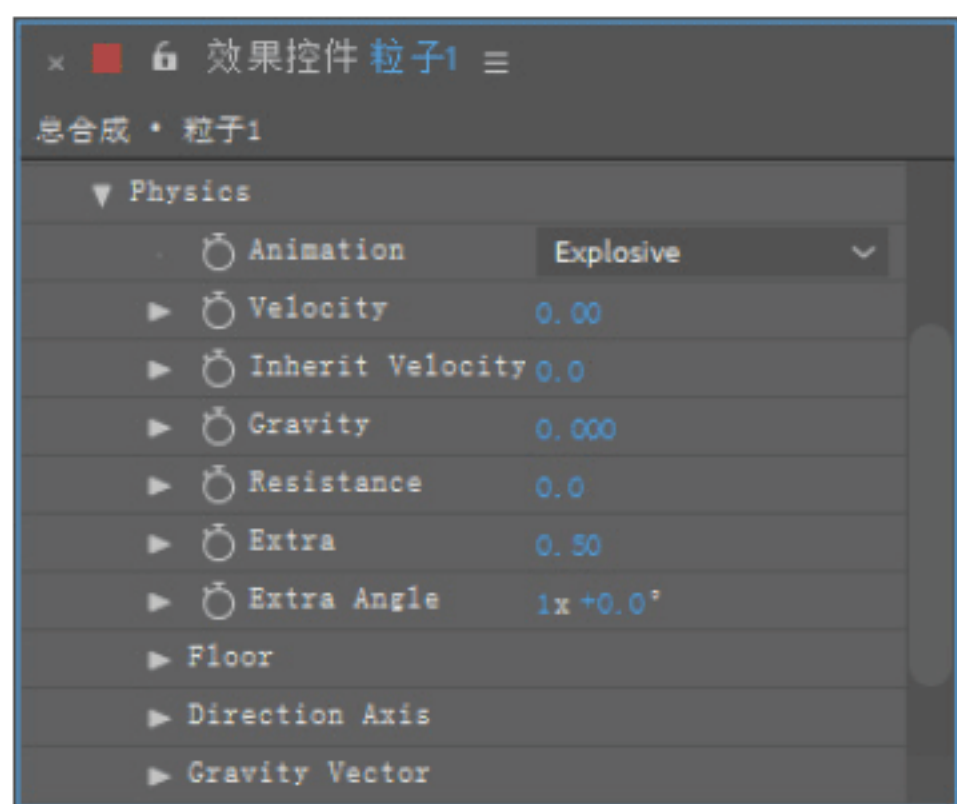 效果控件 粒子1
总合成 • 粒子1
Physics
Animation Explosive
Velocity 0.00
Inherit Velocity 0.0
Gravity 0.000
Resistance 0.0
Extra 0.50
Extra Angle 1x +0.0°
Floor
Direction Axis
Gravity Vector